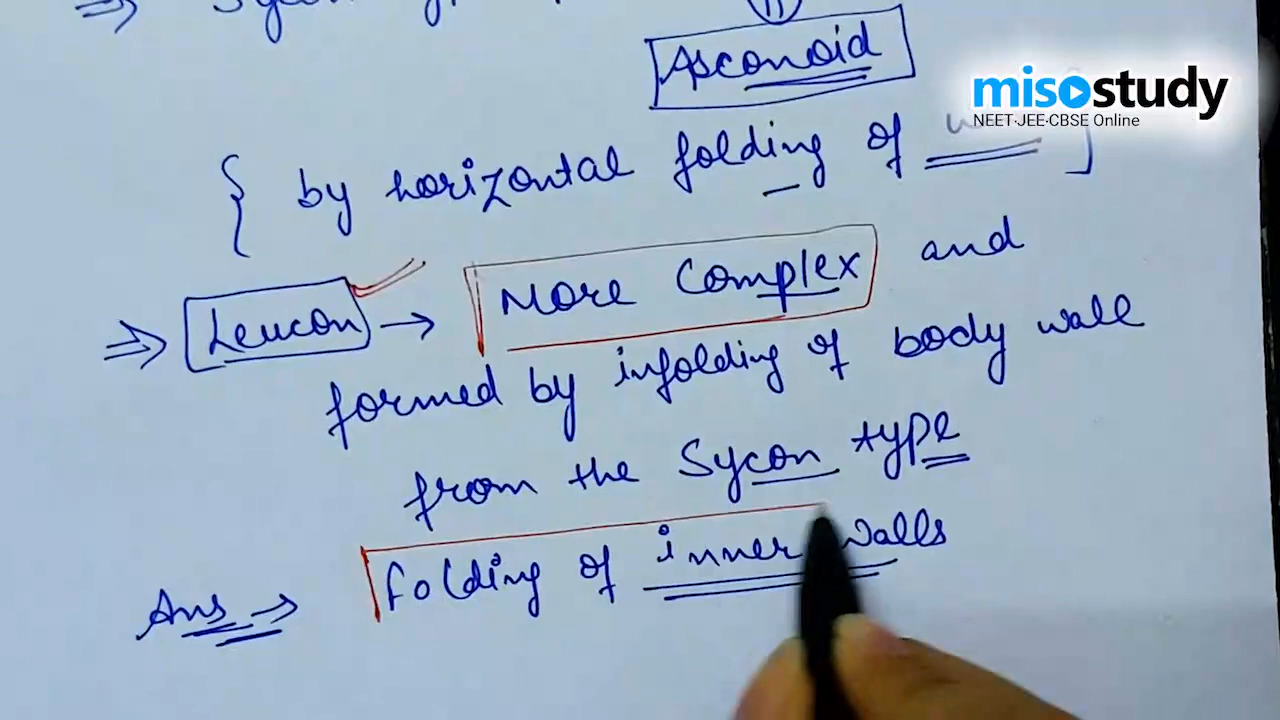 ⇒ Sycon
Asconoid
misostudy
NEET·JEE·CBSE Online
{ by horizontal folding of
⇒ Leucon → More Complex and
formed by infolding of body wall
from the Sycon type
Ans → folding of inner walls